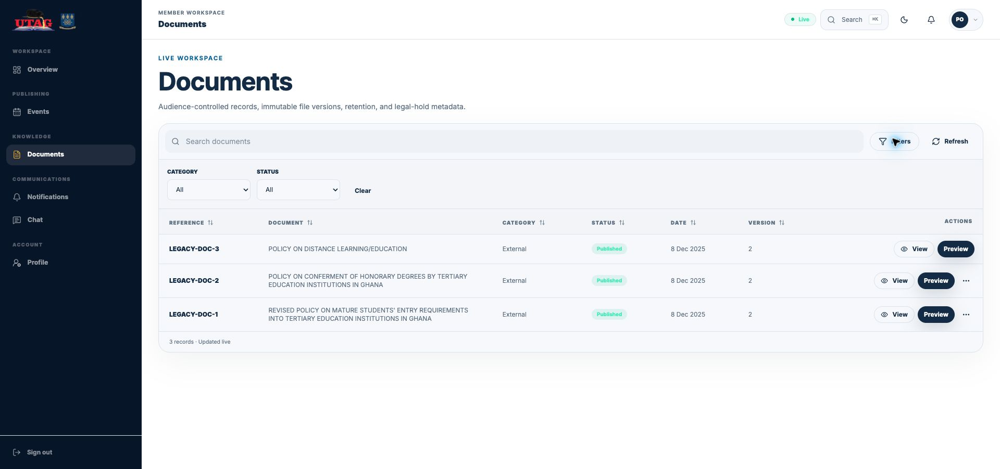 UTAG
MEMBER WORKSPACE
Documents
Live
Search
⌘K
PO
WORKSPACE
Overview
PUBLISHING
Events
KNOWLEDGE
Documents
COMMUNICATIONS
Notifications
Chat
ACCOUNT
Profile
Sign out
LIVE WORKSPACE
Documents
Audience-controlled records, immutable file versions, retention, and legal-hold metadata.
Search documents
Refresh
CATEGORY STATUS
All All Clear
REFERENCE DOCUMENT CATEGORY STATUS DATE VERSION ACTIONS
LEGACY-DOC-3 POLICY ON DISTANCE LEARNING/EDUCATION External Published 8 Dec 2025 2 View Preview
LEGACY-DOC-2 POLICY ON CONFERMENT OF HONORARY DEGREES BY TERTIARY
EDUCATION INSTITUTIONS IN GHANA External Published 8 Dec 2025 2 View Preview ...
LEGACY-DOC-1 REVISED POLICY ON MATURE STUDENTS' ENTRY REQUIREMENTS
INTO TERTIARY EDUCATION INSTITUTIONS IN GHANA External Published 8 Dec 2025 2 View Preview ...
3 records · Updated live